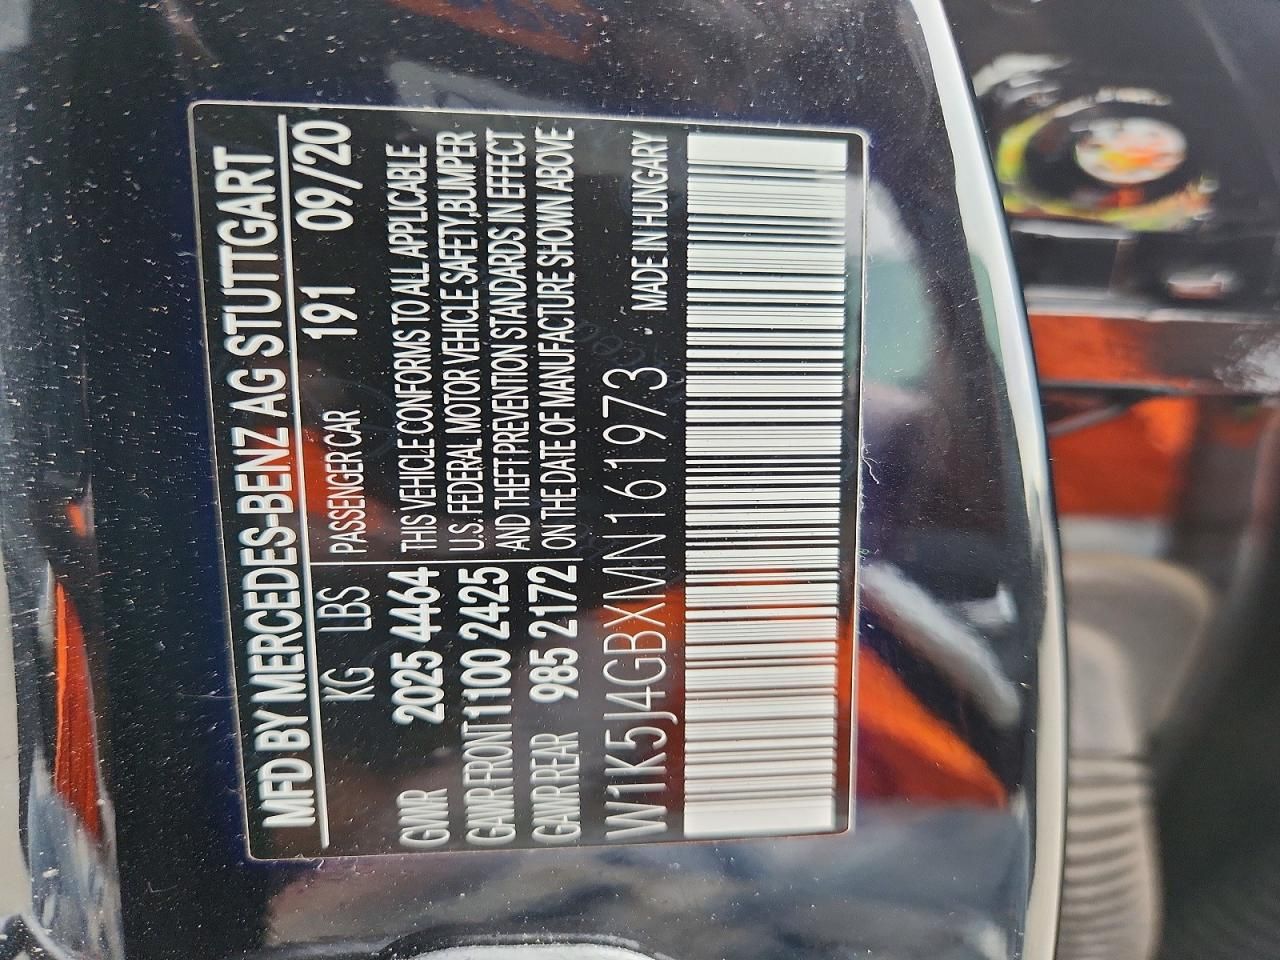 MFD BY MERCEDES-BENZ AG STUTTGART
KG LBS PASSENGER CAR 191 09/20
GVWR 2025 4464 THIS VEHICLE CONFORMS TO ALL APPLICABLE
GAWR FRONT 1100 2425 U.S. FEDERAL MOTOR VEHICLE SAFETY, BUMPER
GAWR REAR 985 2172 AND THEFT PREVENTION STANDARDS IN EFFECT
ON THE DATE OF MANUFACTURE SHOWN ABOVE
W1K5J4GBXMN161973 MADE IN HUNGARY